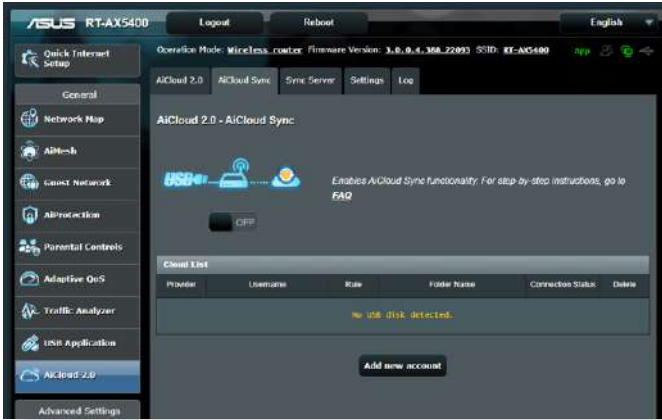 ASUS RT-AX5400 Logout Reboot English
Quick Internet Setup
Operation Mode: Wireless router Firmware Version: 3.0.0.4.388_22093 SSID: RT-AX5400 App
General
AiCloud 2.0 AiCloud Sync Sync Server Settings Log
Network Map
AiCloud 2.0 - AiCloud Sync
AiMesh
USB
Guest Network
Enables AiCloud Sync functionality. For step-by-step instructions, go to
FAQ
AiProtection
OFF
Parental Controls
Cloud List
Adaptive QoS
Provider Username Rule Folder Name Connection Status Delete
Traffic Analyzer
No USB disk detected.
USB Application
Add new account
AiCloud 2.0
Advanced Settings